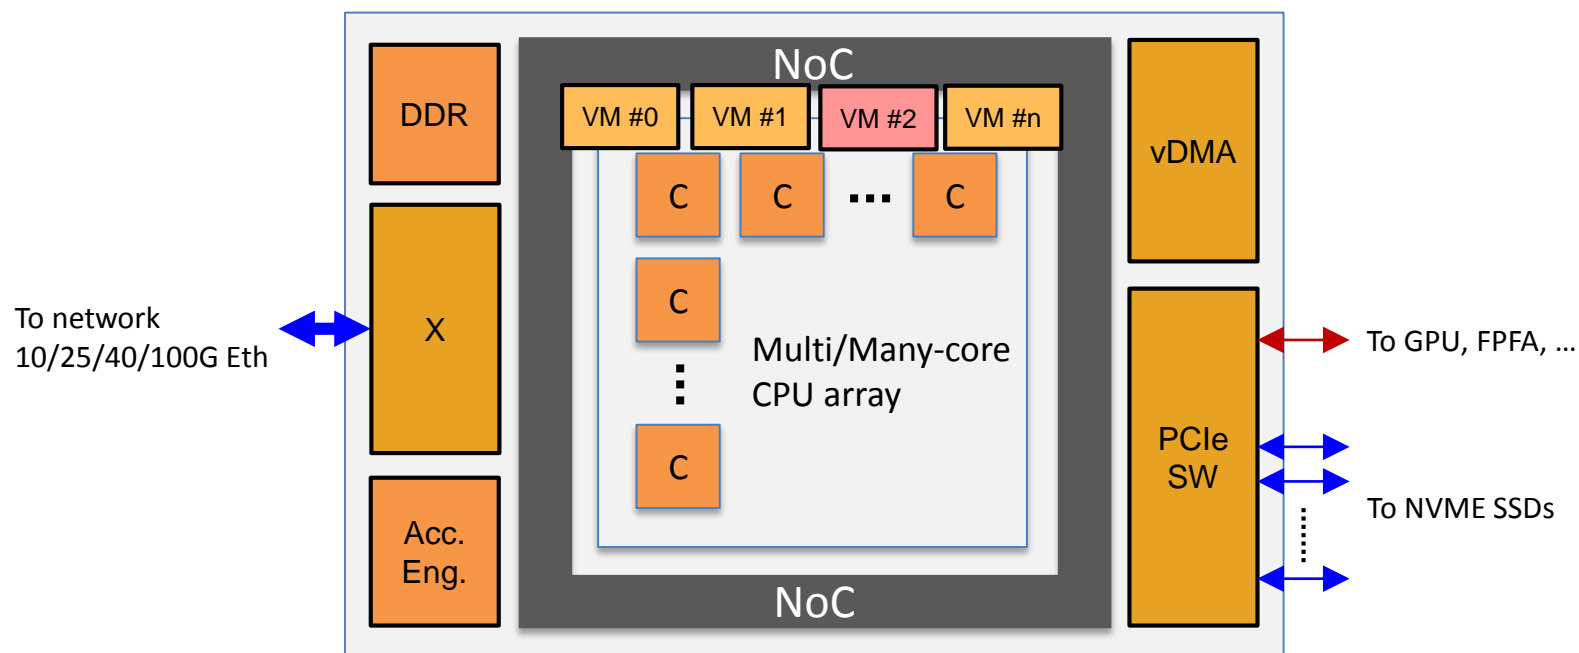 NoC
DDR
VM #0
VM #1
VM #2
VM #n
vDMA
C
C
...
C
X
C
To network
10/25/40/100G Eth
Multi/Many-core
CPU array
To GPU, FPFA, ...
C
PCIe
SW
To NVME SSDs
Acc.
Eng.
NoC